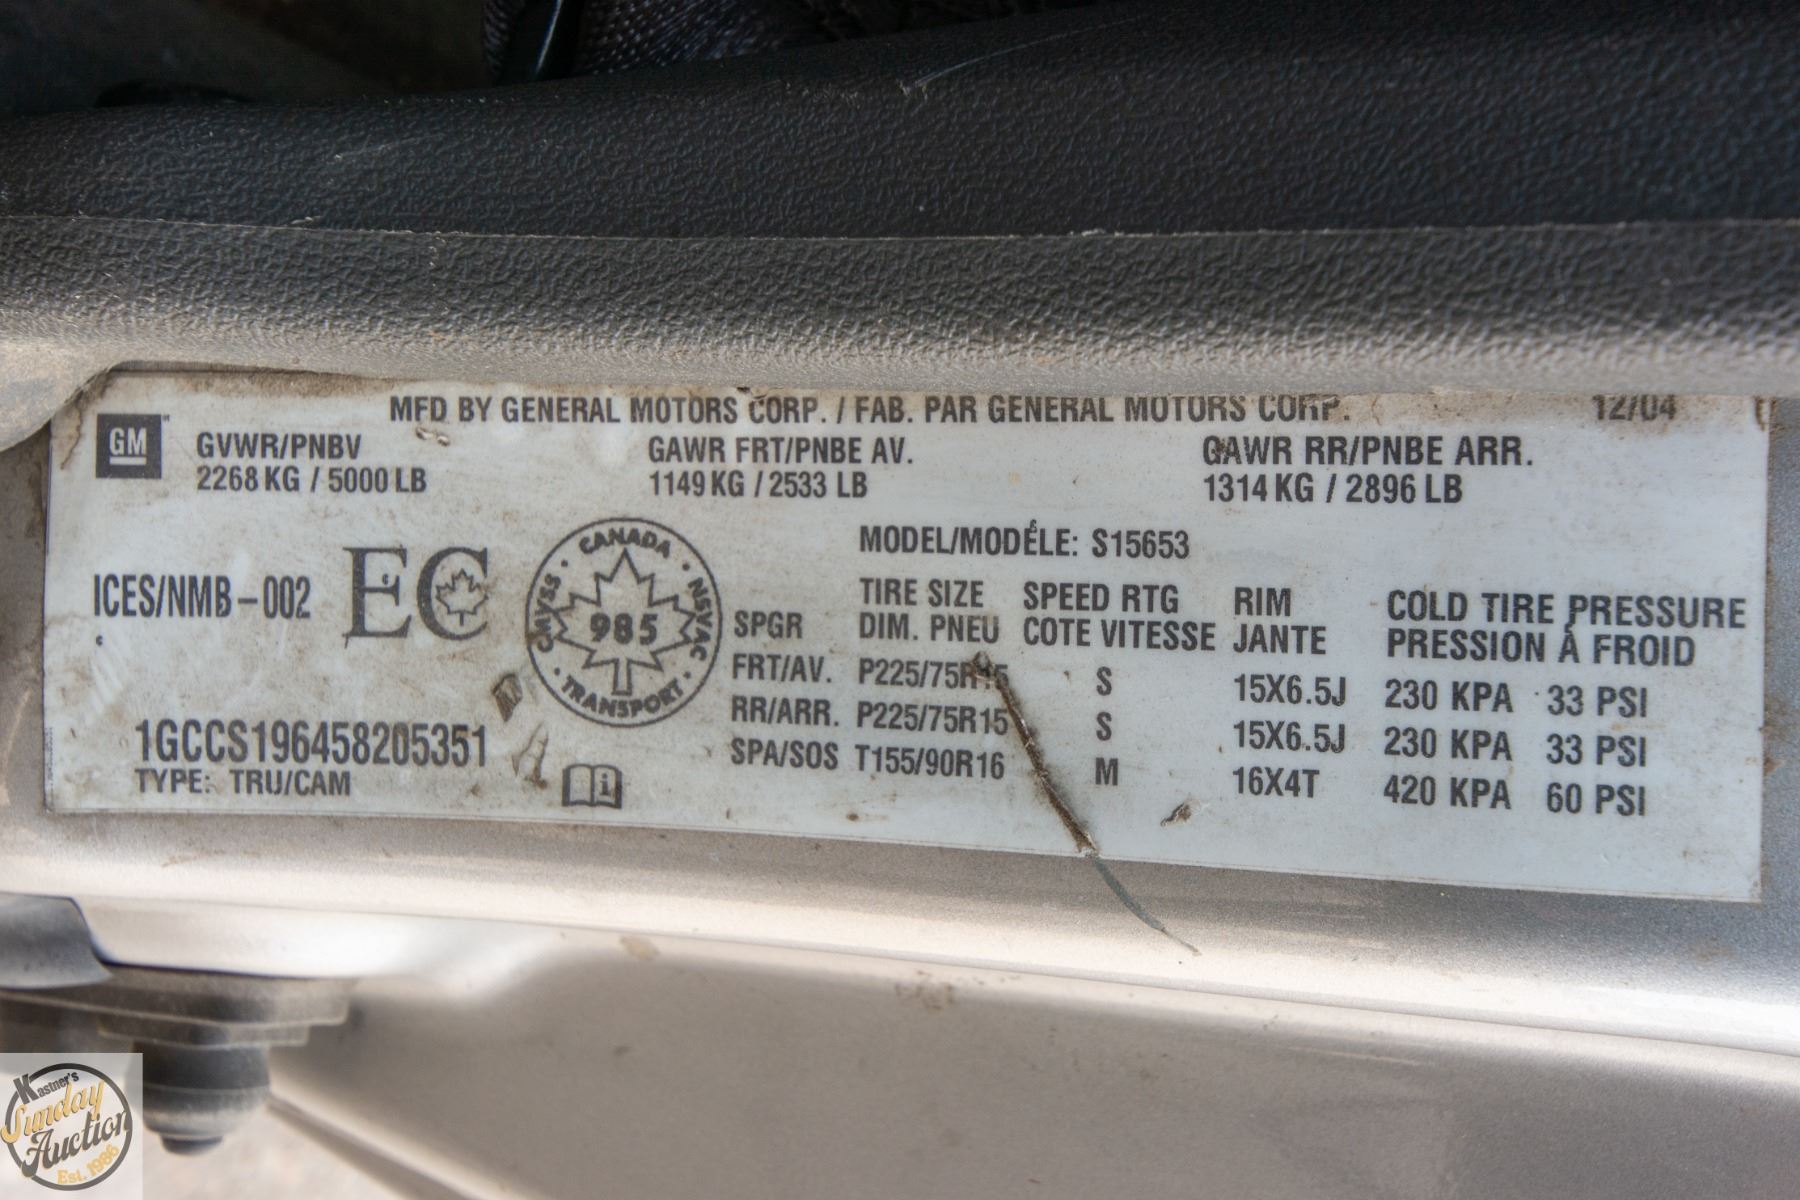 MFD BY GENERAL MOTORS CORP. / FAB. PAR GENERAL MOTORS CORP. 12/04
GM
GVWR/PNBV GAWR FRT/PNBE AV. GAWR RR/PNBE ARR.
2268 KG / 5000 LB 1149 KG / 2533 LB 1314 KG / 2896 LB
MODEL/MODÉLE: S15653
ICES/NMB-002 EC
CANADA
CMVSS
NSVAC
985
TRANSPORT
TIRE SIZE SPEED RTG RIM COLD TIRE PRESSURE
SPGR DIM. PNEU COTE VITESSE JANTE PRESSION À FROID
FRT/AV. P225/75R15 S 15X6.5J 230 KPA 33 PSI
RR/ARR. P225/75R15 S 15X6.5J 230 KPA 33 PSI
SPA/SOS T155/90R16 M 16X4T 420 KPA 60 PSI
1GCCS196458205351
TYPE: TRU/CAM
i
Kastner's
Sunday
Auction
Est. 1986